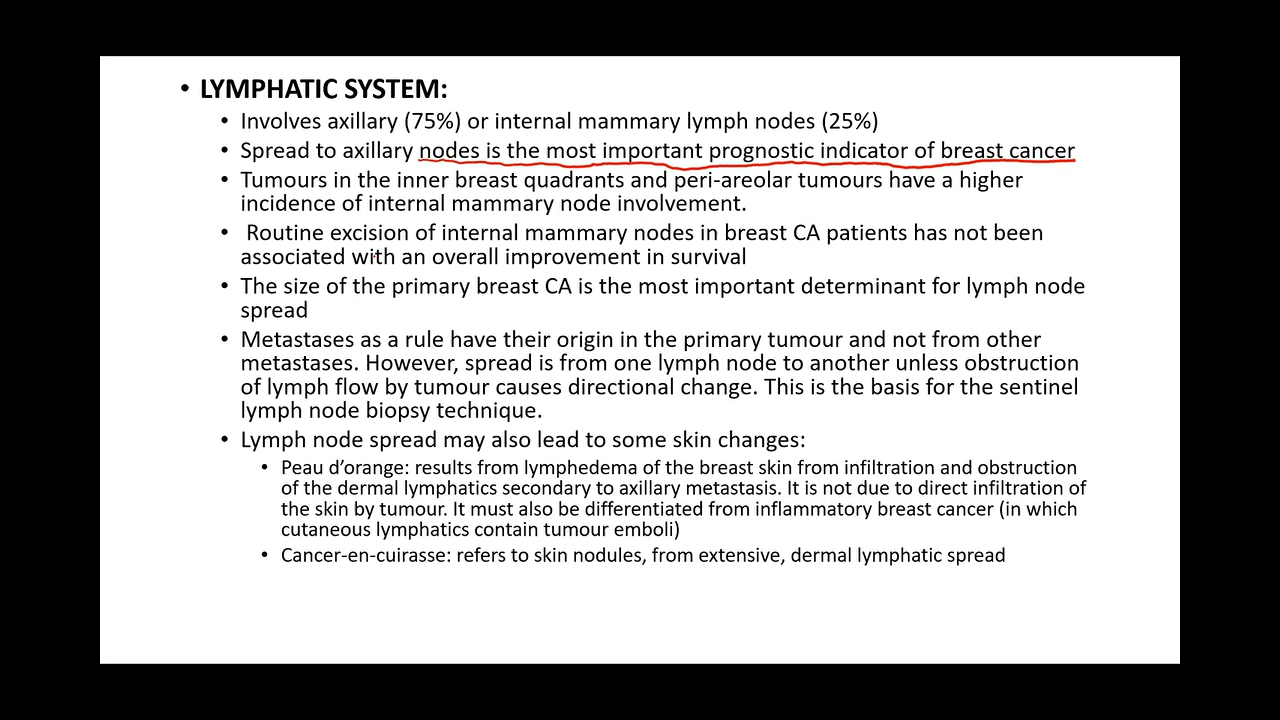 • LYMPHATIC SYSTEM:
• Involves axillary (75%) or internal mammary lymph nodes (25%)
• Spread to axillary nodes is the most important prognostic indicator of breast cancer
• Tumours in the inner breast quadrants and peri-areolar tumours have a higher
incidence of internal mammary node involvement.
• Routine excision of internal mammary nodes in breast CA patients has not been
associated with an overall improvement in survival
• The size of the primary breast CA is the most important determinant for lymph node
spread
• Metastases as a rule have their origin in the primary tumour and not from other
metastases. However, spread is from one lymph node to another unless obstruction
of lymph flow by tumour causes directional change. This is the basis for the sentinel
lymph node biopsy technique.
• Lymph node spread may also lead to some skin changes:
• Peau d’orange: results from lymphedema of the breast skin from infiltration and obstruction
of the dermal lymphatics secondary to axillary metastasis. It is not due to direct infiltration of
the skin by tumour. It must also be differentiated from inflammatory breast cancer (in which
cutaneous lymphatics contain tumour emboli)
• Cancer-en-cuirasse: refers to skin nodules, from extensive, dermal lymphatic spread